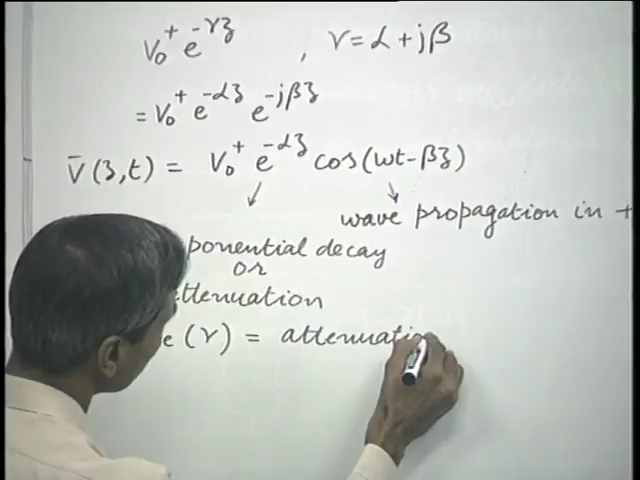 V₀⁺ e^-γz , γ = α + jβ
= V₀⁺ e^-αz e^-jβz
V̄(z,t) = V₀⁺ e^-αz cos(ωt-βz)
wave propagation in +
ponential decay
or
ttenuation
e (γ) = attenuati